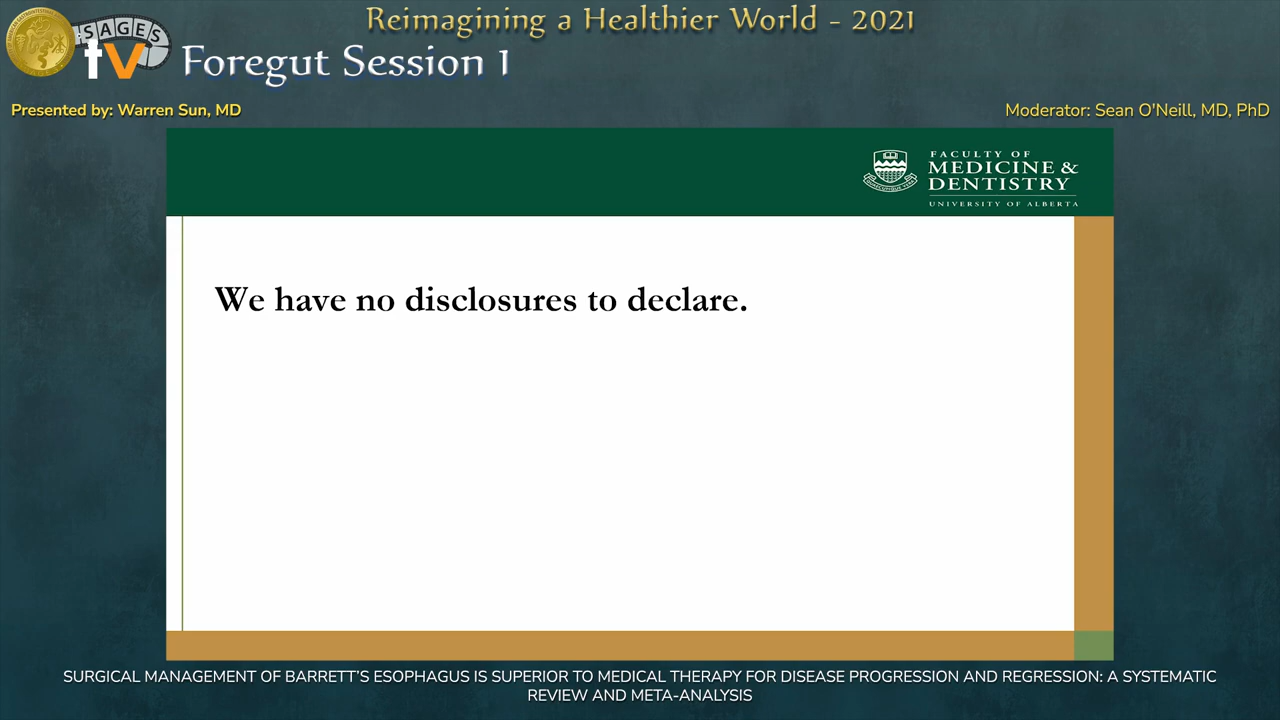 Reimagining a Healthier World - 2021
SAGES
tv
Foregut Session 1
Presented by: Warren Sun, MD
Moderator: Sean O'Neill, MD, PhD
FACULTY OF
MEDICINE &
DENTISTRY
UNIVERSITY OF ALBERTA
We have no disclosures to declare.
SURGICAL MANAGEMENT OF BARRETT'S ESOPHAGUS IS SUPERIOR TO MEDICAL THERAPY FOR DISEASE PROGRESSION AND REGRESSION: A SYSTEMATIC
REVIEW AND META-ANALYSIS